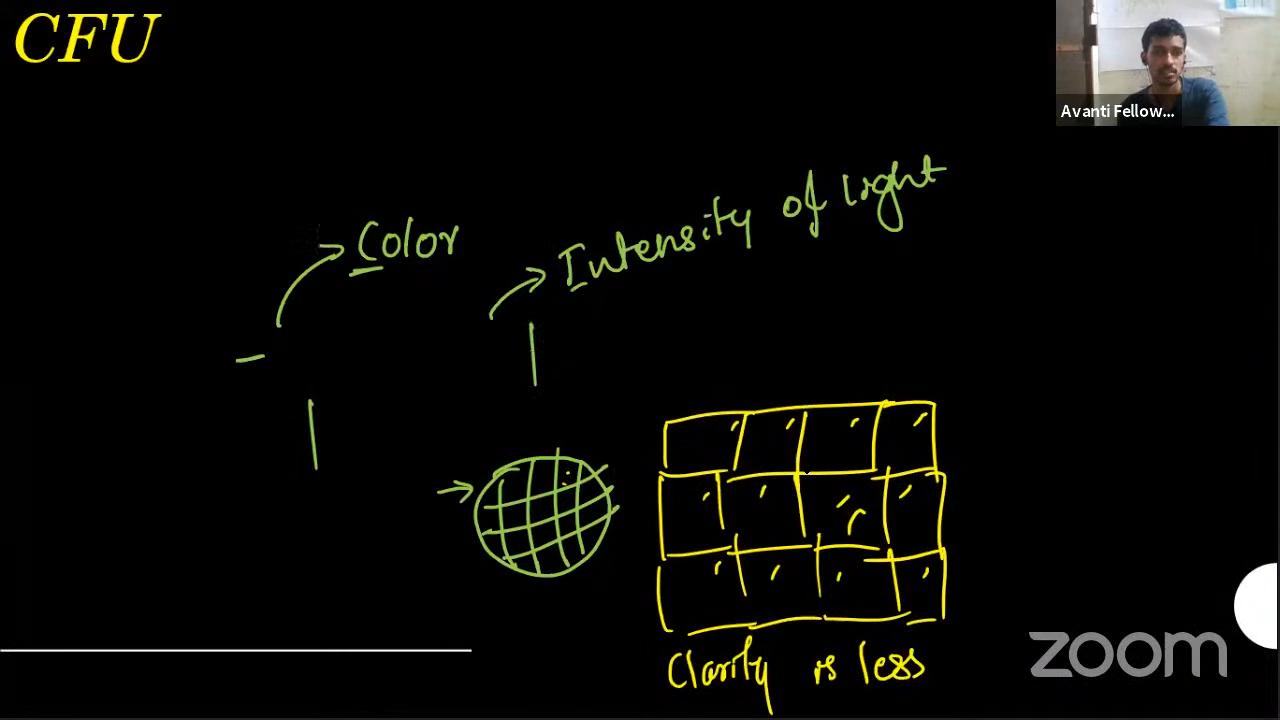 CFU
Avanti Fellow...
Color
Intensity of light
Clarity is less
zoom